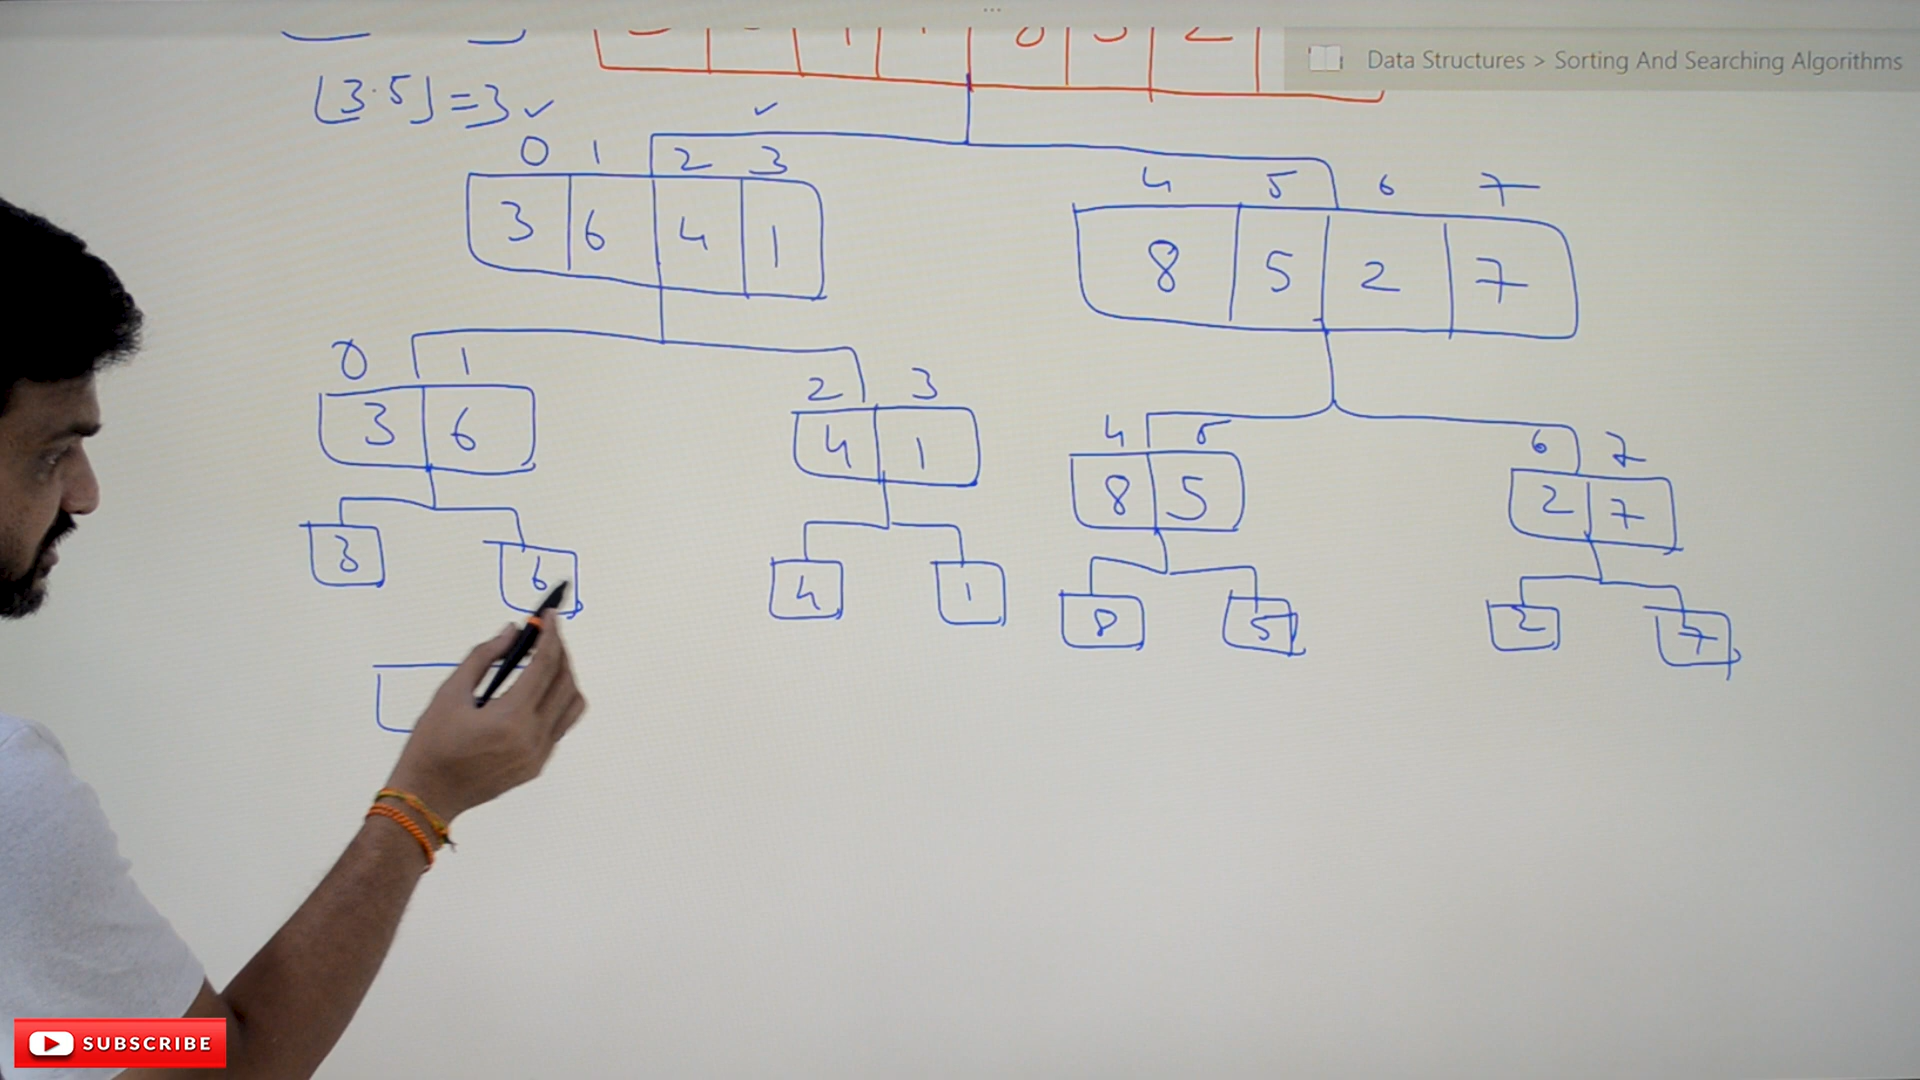 Data Structures > Sorting And Searching Algorithms
⌊3.5⌋ = 3 ✓
✓
0 1 2 3
4 5 6 7
3 6 4 1
8 5 2 7
0 1
2 3
4 5
6 7
3 6
4 1
8 5
2 7
3 6
4 1
8 5
2 7
SUBSCRIBE